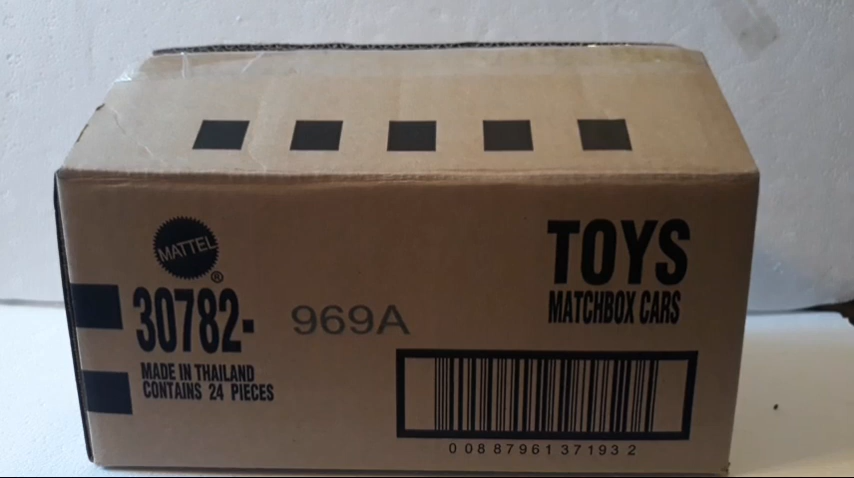 MATTEL
®
30782-
969A
MADE IN THAILAND
CONTAINS 24 PIECES
TOYS
MATCHBOX CARS
0 08 87961 37193 2